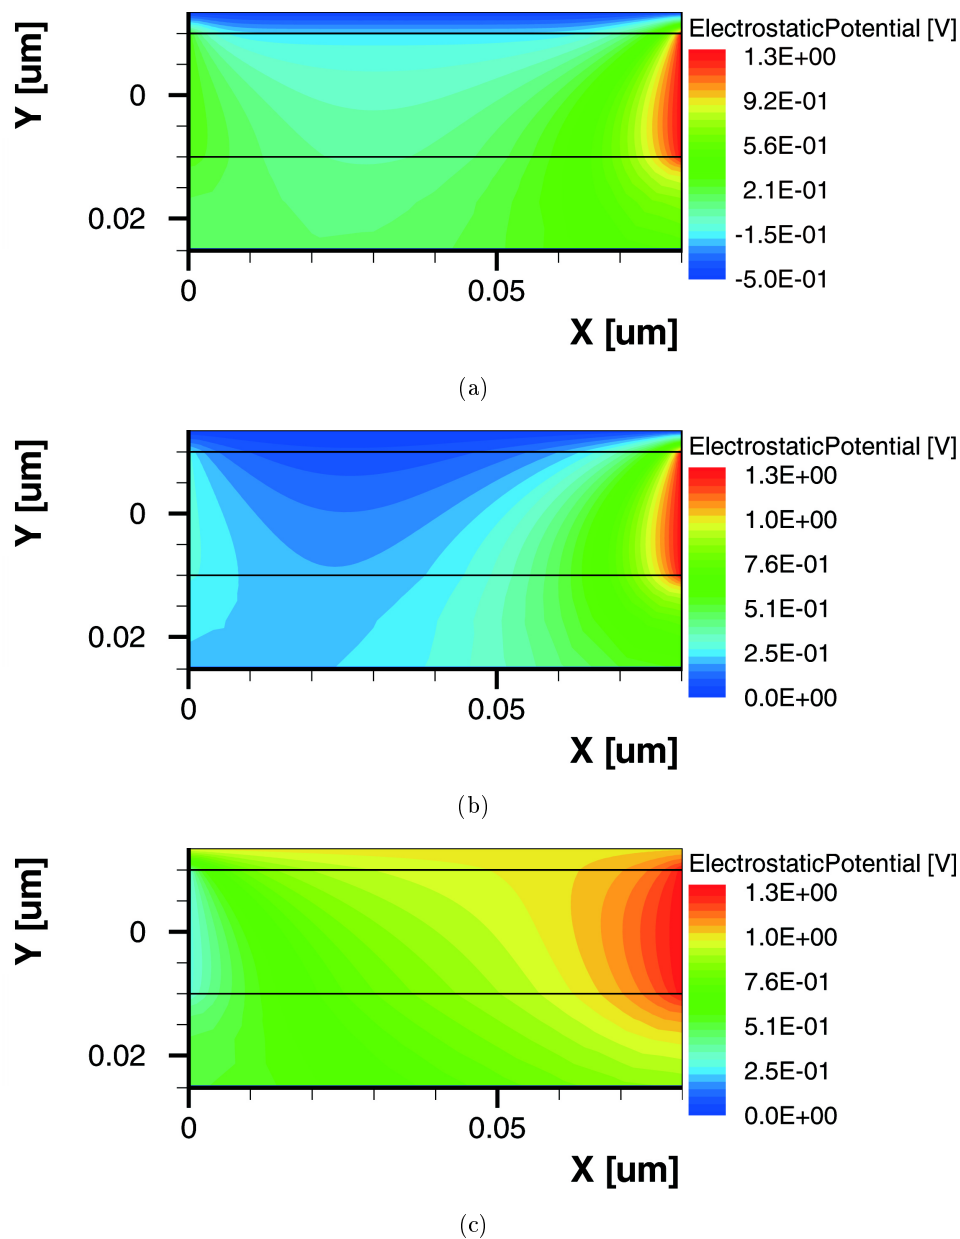 ElectrostaticPotential [V]
1.3E+00
9.2E-01
5.6E-01
2.1E-01
-1.5E-01
-5.0E-01
Y [um]
0
0.02
0
0.05
X [um]
(a)
ElectrostaticPotential [V]
1.3E+00
1.0E+00
7.6E-01
5.1E-01
2.5E-01
0.0E+00
Y [um]
0
0.02
0
0.05
X [um]
(b)
ElectrostaticPotential [V]
1.3E+00
1.0E+00
7.6E-01
5.1E-01
2.5E-01
0.0E+00
Y [um]
0
0.02
0
0.05
X [um]
(c)